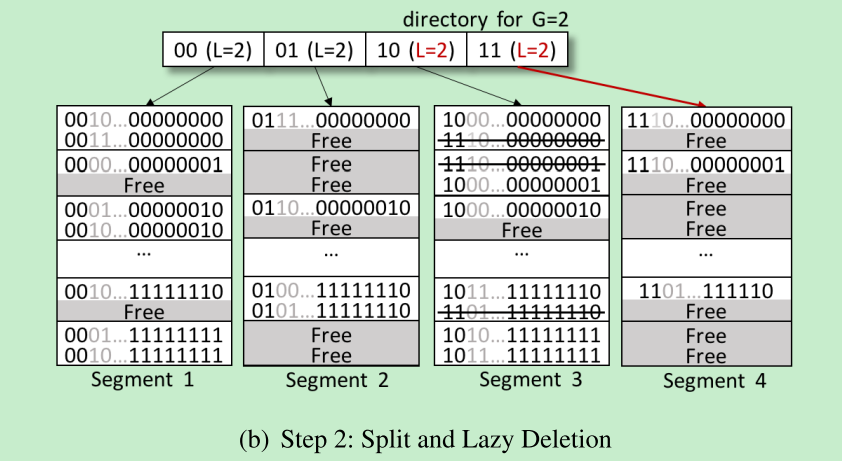 directory for G=2
00 (L=2) 01 (L=2) 10 (L=2) 11 (L=2)
0010...00000000
0011...00000000
0000...00000001
Free
0001...00000010
0010...00000010
...
0010...11111110
Free
0001...11111111
0010...11111111
Segment 1
0111...00000000
Free
Free
Free
0110...00000010
Free
...
0100...11111110
0101...11111110
Free
Free
Segment 2
1000...00000000
1110...00000000
1110...00000001
1000...00000001
1000...00000010
Free
...
1011...11111110
1101...11111110
1010...11111111
1011...11111111
Segment 3
1110...00000000
Free
1110...00000001
Free
Free
Free
...
1101...111110
Free
Free
Free
Segment 4
(b) Step 2: Split and Lazy Deletion